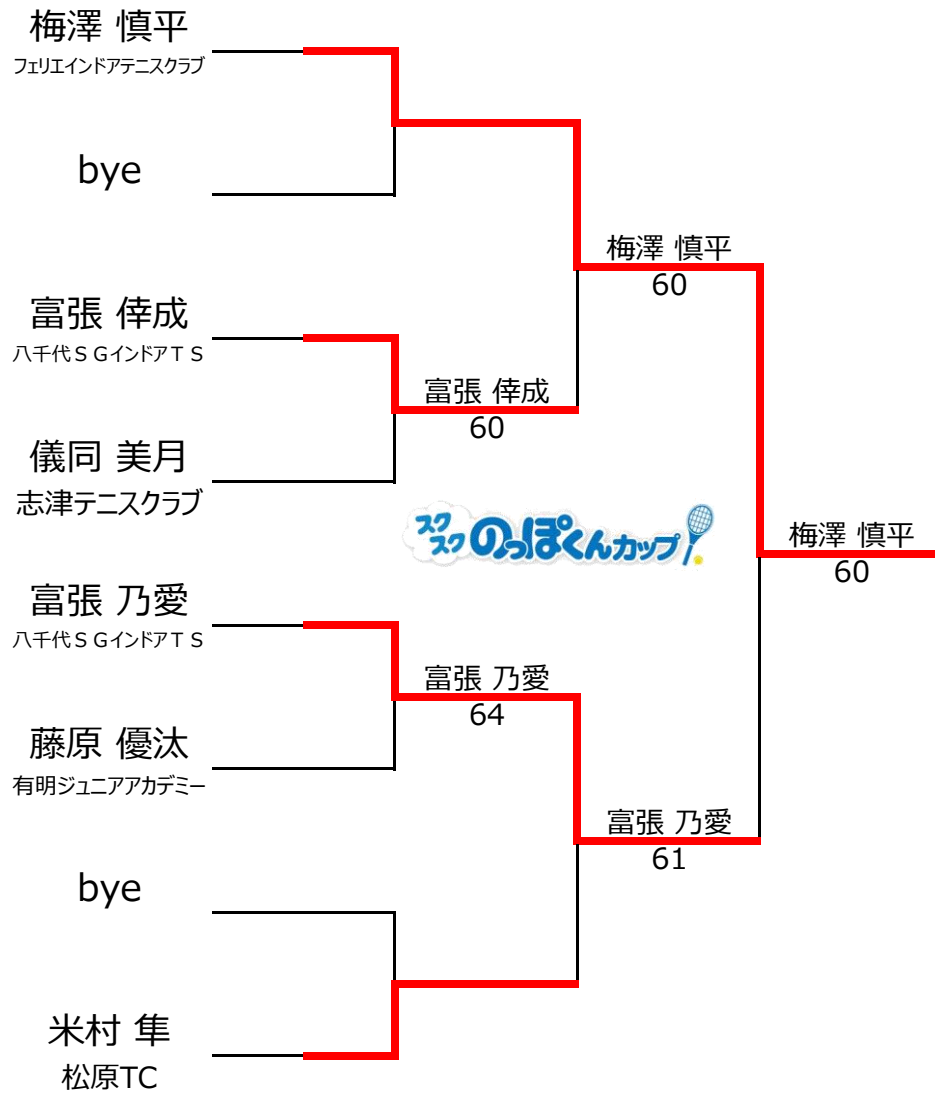 梅澤 慎平
フェリエインドアテニスクラブ
bye
梅澤 慎平
60
富張 倖成
八千代ＳＧインドアＴＳ
富張 倖成
60
儀同 美月
志津テニスクラブ
スクスク のっぽくんカップ
梅澤 慎平
60
富張 乃愛
八千代ＳＧインドアＴＳ
富張 乃愛
64
藤原 優汰
有明ジュニアアカデミー
富張 乃愛
61
bye
米村 隼
松原TC